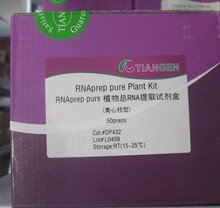 TIANGEN
RNAprep pure Plant Kit
RNAprep pure 植物总RNA提取试剂盒
(离心柱型)
50preps
Cat.#DP432
Lot #L0409
Storage:RT(15-25℃)